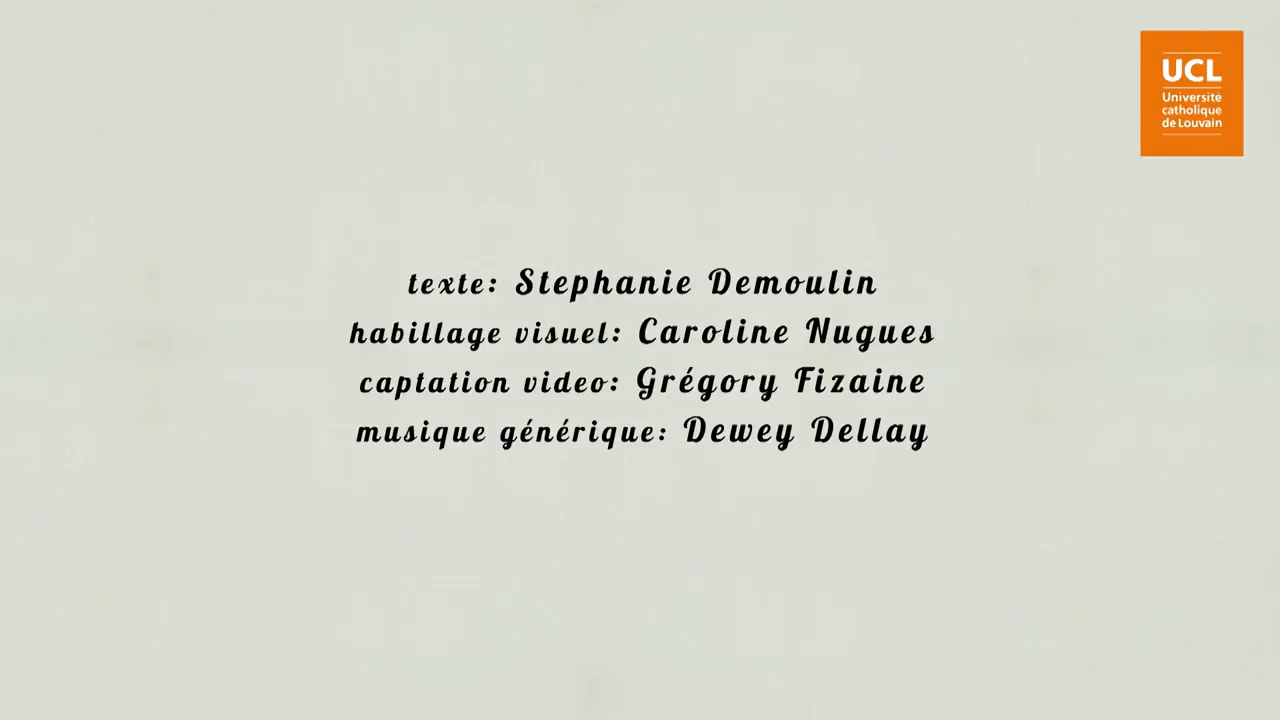 UCL
Université
catholique
de Louvain
texte: Stephanie Demoulin
habillage visuel: Caroline Nugues
captation video: Grégory Fizaine
musique générique: Dewey Dellay